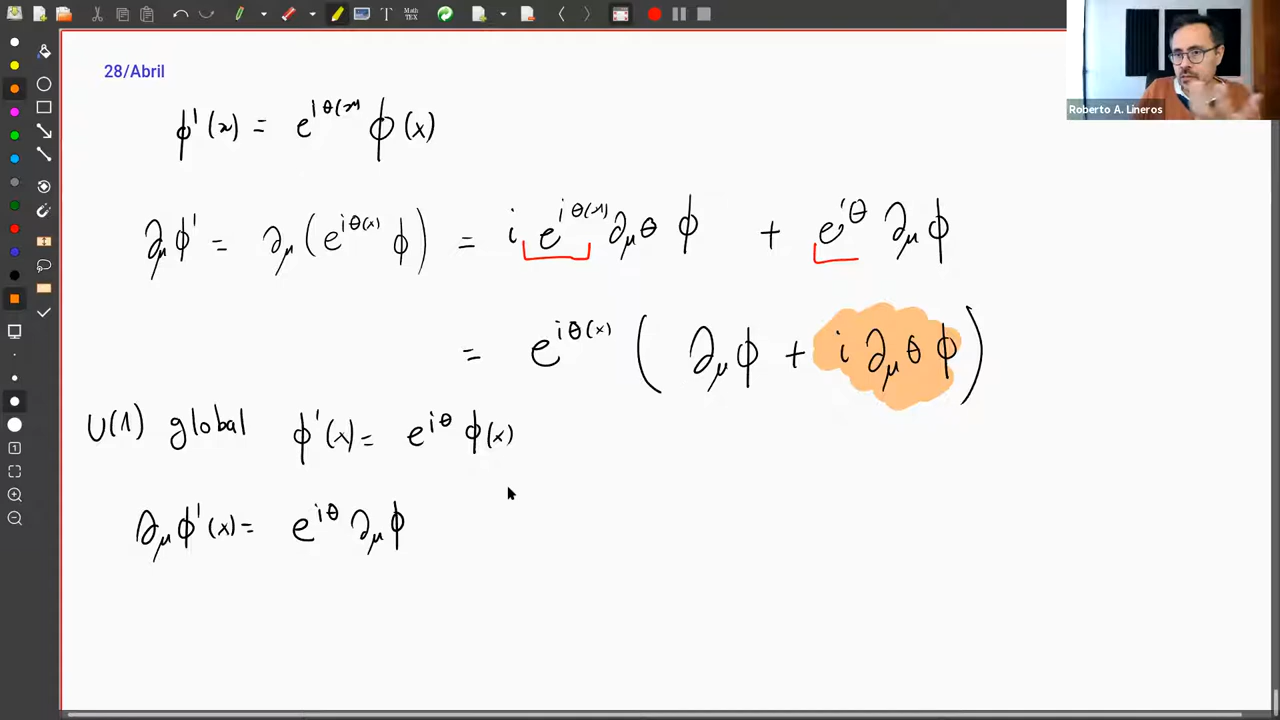 28/Abril
Roberto A. Lineros
ϕ'(x) = e^{iθ(x)} ϕ(x)
∂_μ ϕ' = ∂_μ (e^{iθ(x)} ϕ) = i e^{iθ(x)} ∂_μ θ ϕ + e^{iθ} ∂_μ ϕ
= e^{iθ(x)} ( ∂_μ ϕ + i ∂_μ θ ϕ )
U(1) global ϕ'(x) = e^{iθ} ϕ(x)
∂_μ ϕ'(x) = e^{iθ} ∂_μ ϕ